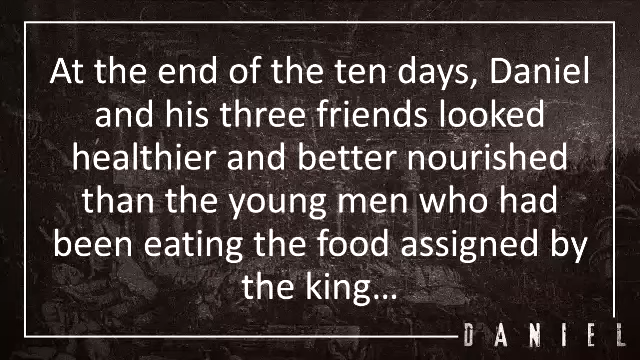 At the end of the ten days, Daniel
and his three friends looked
healthier and better nourished
than the young men who had
been eating the food assigned by
the king…
DANIEL